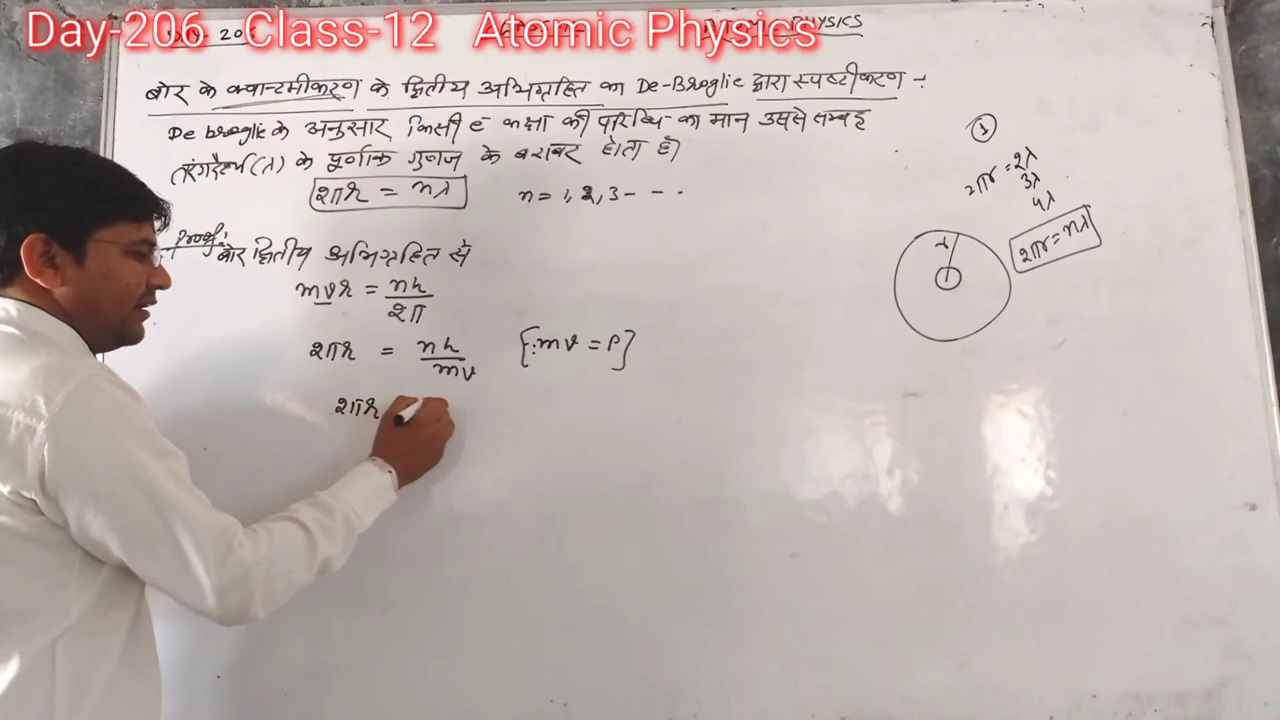 Day-206 Class-12 Atomic Physics
PHYSICS
बोर के क्वान्टमीकरण के द्वितीय अभिगृहित का De-Broglie द्वारा स्पष्टीकरण :-
De broglie के अनुसार किसी e⁻ कक्षा की परिधि का मान उससे सम्बद्ध
तरंगदैर्ध्य (λ) के पूर्णांक गुणज के बराबर होता है।
2πr = nλ n = 1, 2, 3 - - -
Proof:
बोर द्वितीय अभिगृहित से
mvr = nh/2π
2πr = nh/mv {∵ mv = P}
2πr
①
2πr = 2λ
3λ
4λ
2πr = nλ
r